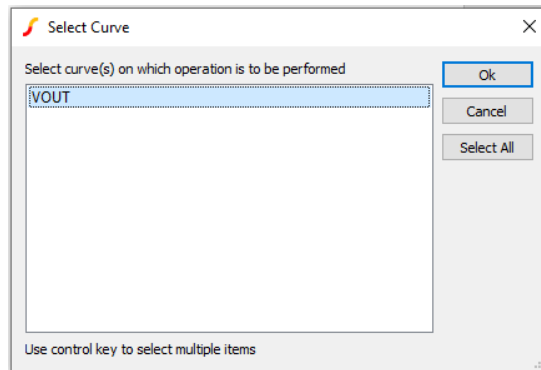 Select Curve
Select curve(s) on which operation is to be performed
VOUT
Ok
Cancel
Select All
Use control key to select multiple items